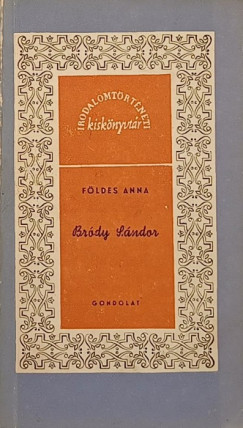 IRODALOMTÖRTÉNETI
kiskönyvtár
FÖLDES ANNA
Bródy Sándor
GONDOLAT